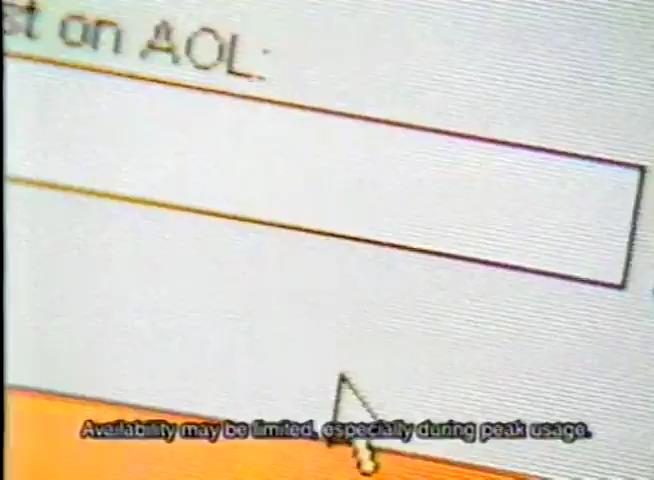 st on AOL:
Availability may be limited, especially during peak usage.